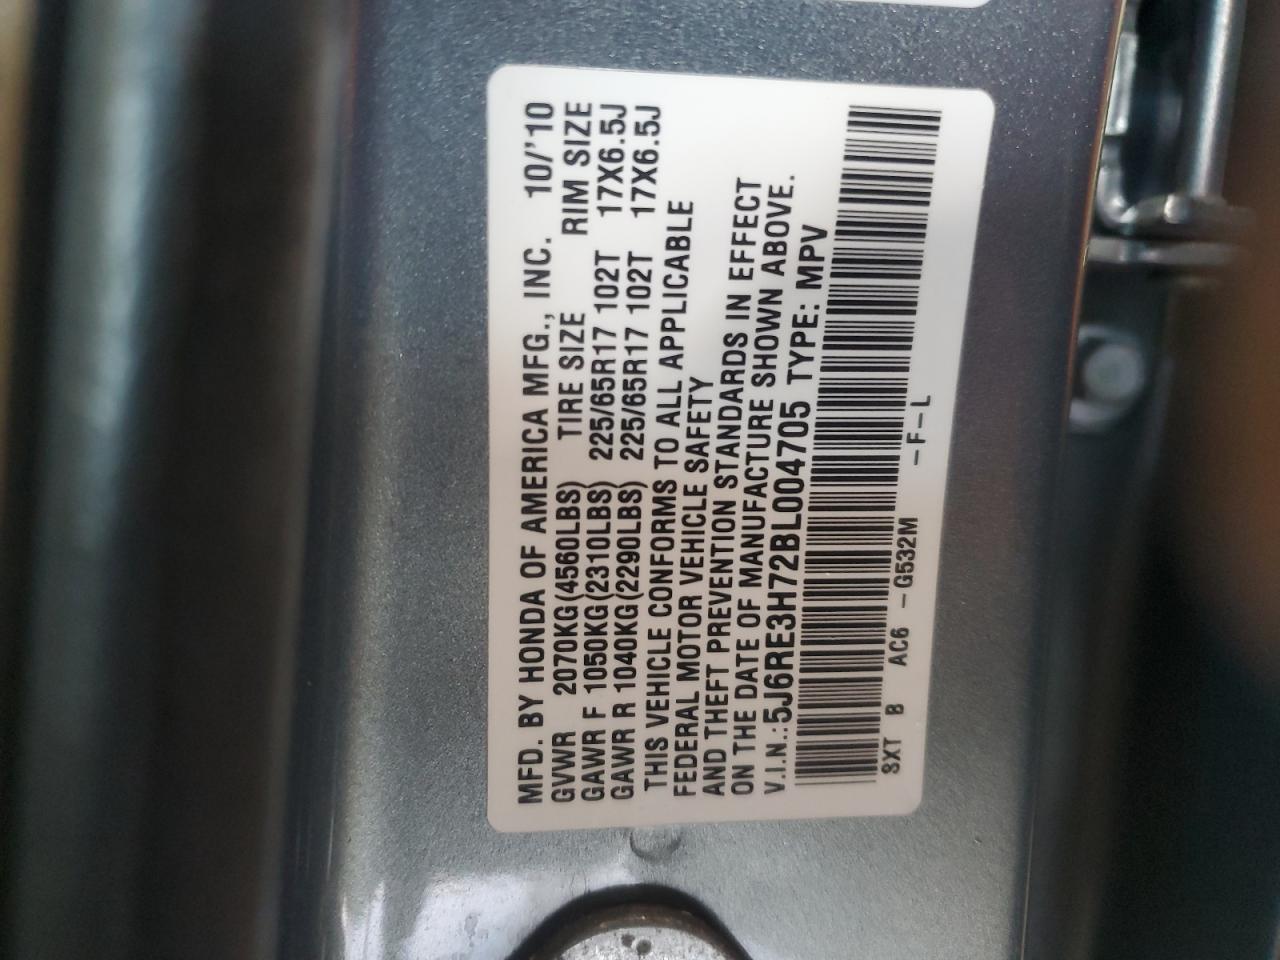 MFD. BY HONDA OF AMERICA MFG., INC. 10/'10
GVWR 2070KG(4560LBS) TIRE SIZE RIM SIZE
GAWR F 1050KG(2310LBS) 225/65R17 102T 17X6.5J
GAWR R 1040KG(2290LBS) 225/65R17 102T 17X6.5J
THIS VEHICLE CONFORMS TO ALL APPLICABLE
FEDERAL MOTOR VEHICLE SAFETY
AND THEFT PREVENTION STANDARDS IN EFFECT
ON THE DATE OF MANUFACTURE SHOWN ABOVE.
V.I.N.:5J6RE3H72BL004705 TYPE: MPV
SXT B AC6 -G532M -F-L